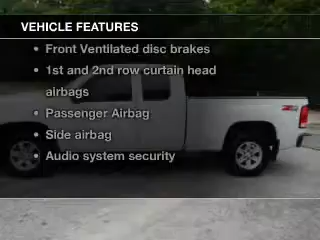 VEHICLE FEATURES
• Front Ventilated disc brakes
• 1st and 2nd row curtain head
airbags
• Passenger Airbag
• Side airbag
• Audio system security